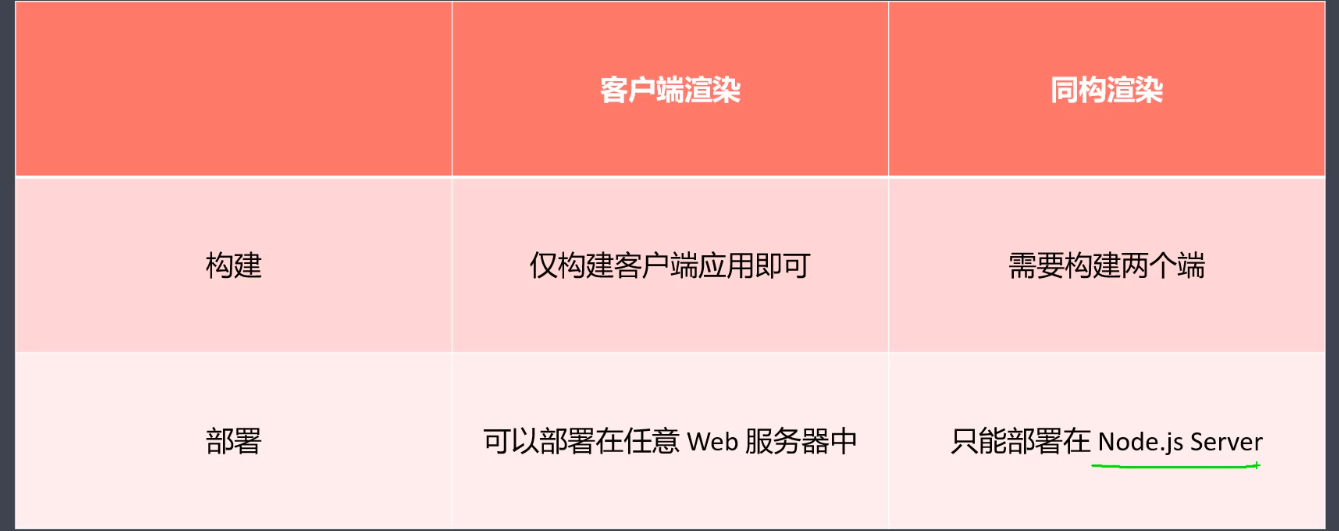 客户端渲染
同构渲染
构建
仅构建客户端应用即可
需要构建两个端
部署
可以部署在任意 Web 服务器中
只能部署在 Node.js Server